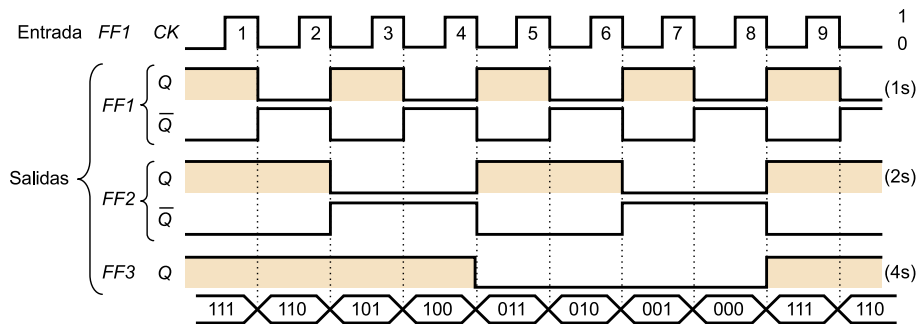 Entrada FF1 CK 1 2 3 4 5 6 7 8 9 1
0
Q (1s)
FF1
Q̅
Q (2s)
Salidas
FF2
Q̅
FF3 Q (4s)
111 110 101 100 011 010 001 000 111 110